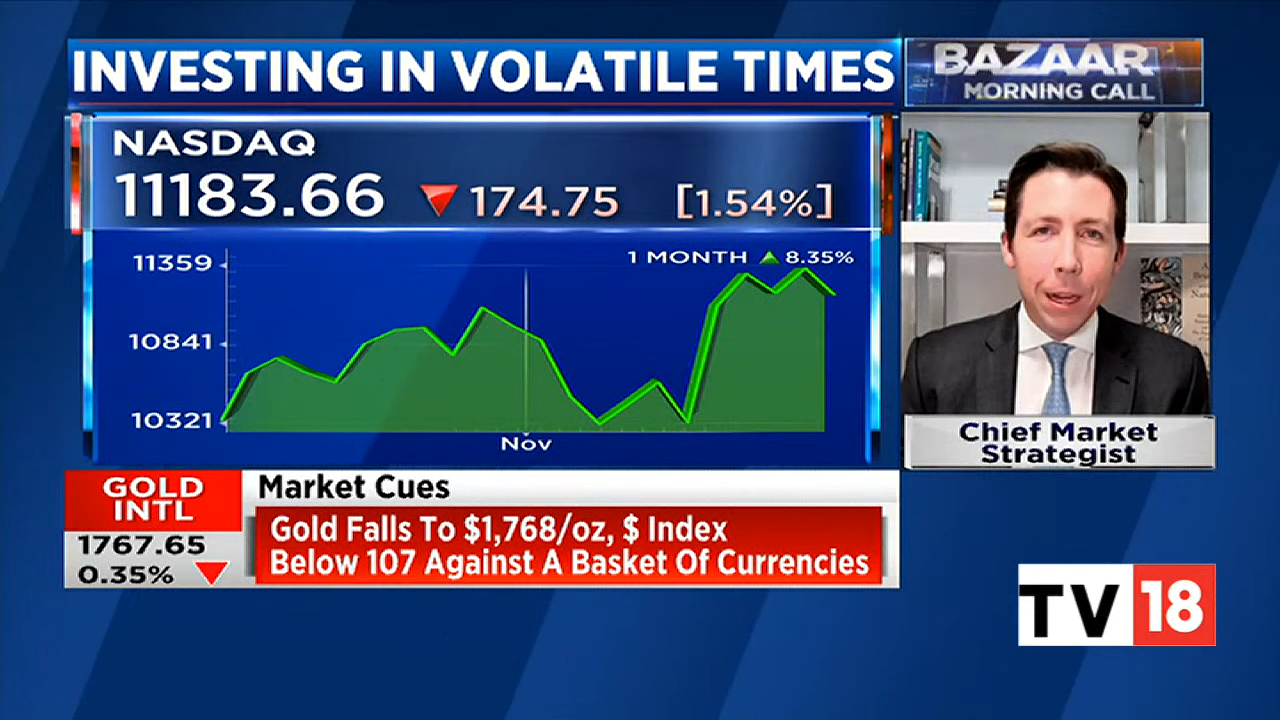 INVESTING IN VOLATILE TIMES
BAZAAR
MORNING CALL
NASDAQ
11183.66 ▼ 174.75 [1.54%]
1 MONTH ▲ 8.35%
11359
10841
10321
Nov
Chief Market
Strategist
GOLD
INTL
1767.65
0.35% ▼
Market Cues
Gold Falls To $1,768/oz, $ Index
Below 107 Against A Basket Of Currencies
TV18